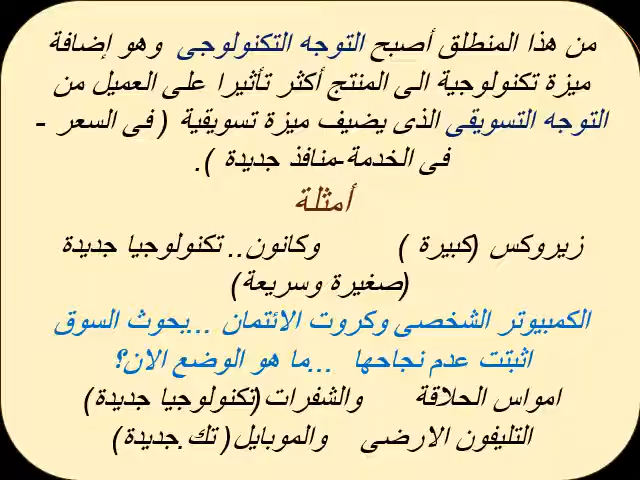 من هذا المنطلق أصبح التوجه التكنولوجى وهو إضافة
ميزة تكنولوجية الى المنتج أكثر تأثيرا على العميل من
التوجه التسويقى الذى يضيف ميزة تسويقية ( فى السعر -
فى الخدمة-منافذ جديدة ).
أمثلة
زيروكس (كبيرة ) وكانون.. تكنولوجيا جديدة
(صغيرة وسريعة)
الكمبيوتر الشخصى وكروت الائتمان ...بحوث السوق
اثبتت عدم نجاحها ...ما هو الوضع الان؟
امواس الحلاقة والشفرات(تكنولوجيا جديدة)
التليفون الارضى والموبايل( تك.جديدة)